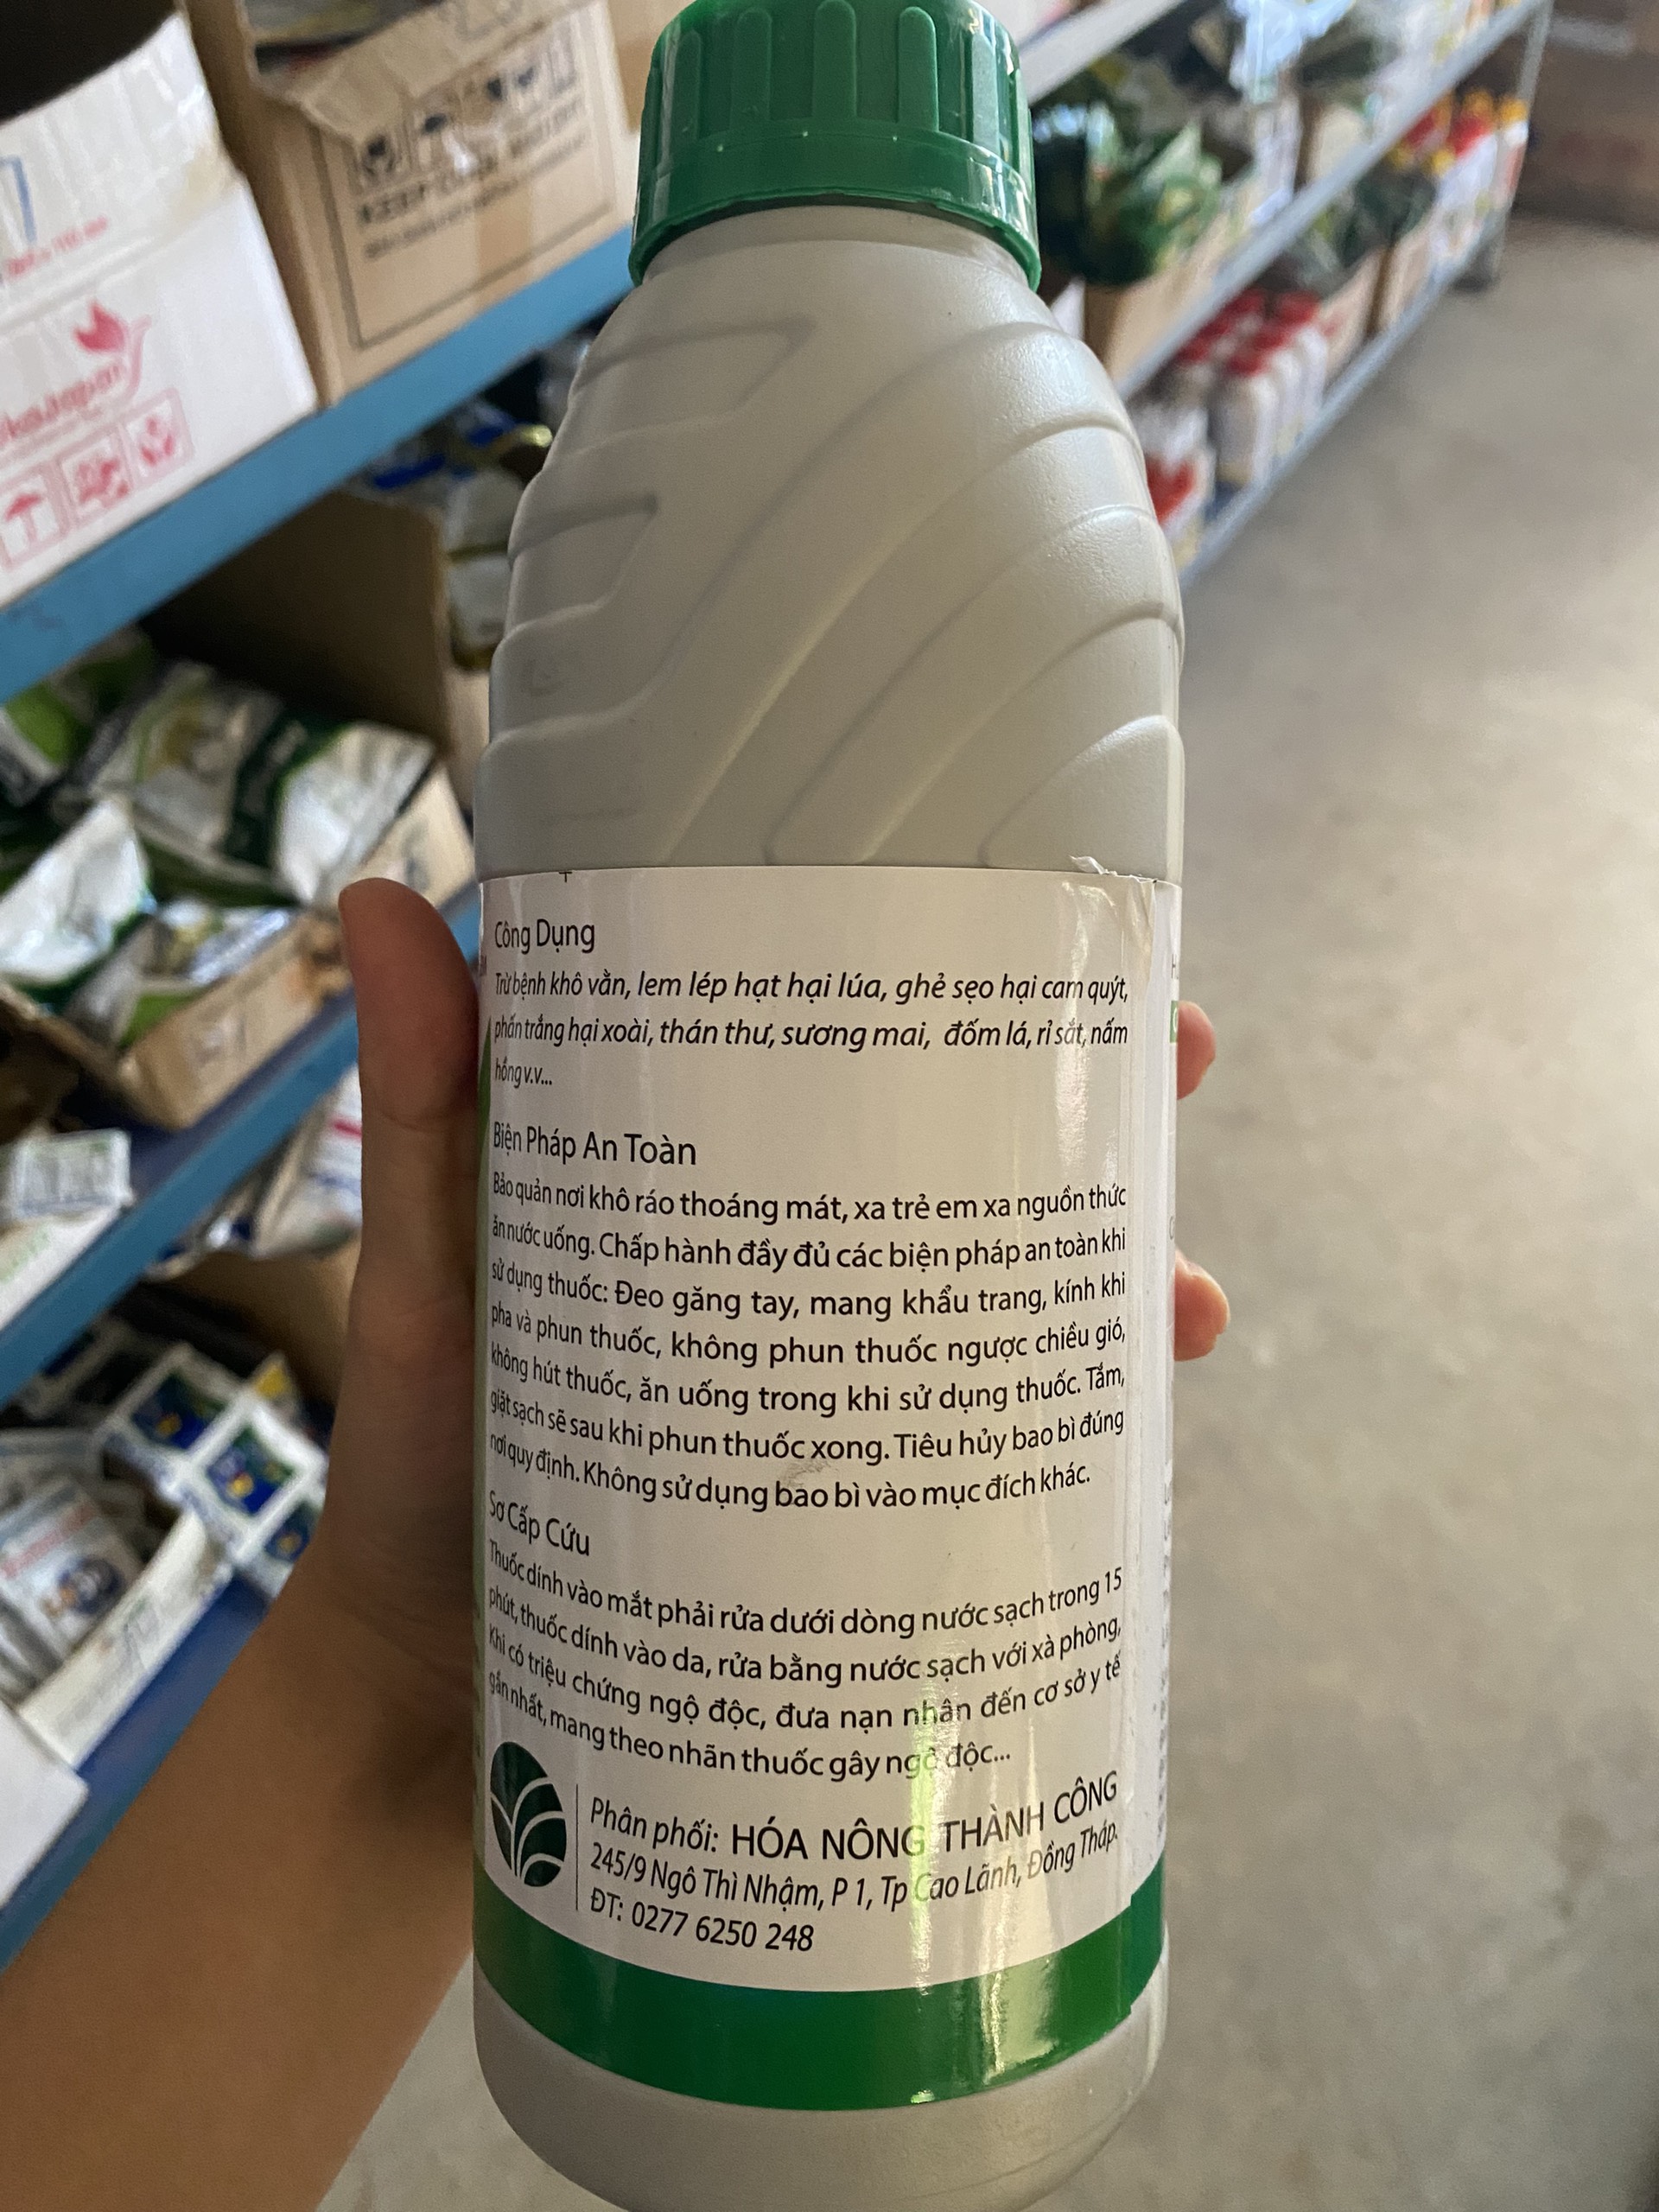 Công Dụng
Trừ bệnh khô vằn, lem lép hạt hại lúa, ghẻ sẹo hại cam quýt,
phấn trắng hại xoài, thán thư, sương mai, đốm lá, rỉ sắt, nấm
hồng v.v...
Biện Pháp An Toàn
Bảo quản nơi khô ráo thoáng mát, xa trẻ em xa nguồn thức
ăn nước uống. Chấp hành đầy đủ các biện pháp an toàn khi
sử dụng thuốc: Đeo găng tay, mang khẩu trang, kính khi
pha và phun thuốc, không phun thuốc ngược chiều gió,
không hút thuốc, ăn uống trong khi sử dụng thuốc. Tắm,
giặt sạch sẽ sau khi phun thuốc xong. Tiêu hủy bao bì đúng
nơi quy định. Không sử dụng bao bì vào mục đích khác.
Sơ Cấp Cứu
Thuốc dính vào mắt phải rửa dưới dòng nước sạch trong 15
phút, thuốc dính vào da, rửa bằng nước sạch với xà phòng,
Khi có triệu chứng ngộ độc, đưa nạn nhân đến cơ sở y tế
gần nhất, mang theo nhãn thuốc gây ngộ độc...
Phân phối: HÓA NÔNG THÀNH CÔNG
245/9 Ngô Thì Nhậm, P 1, Tp Cao Lãnh, Đồng Tháp.
ĐT: 0277 6250 248